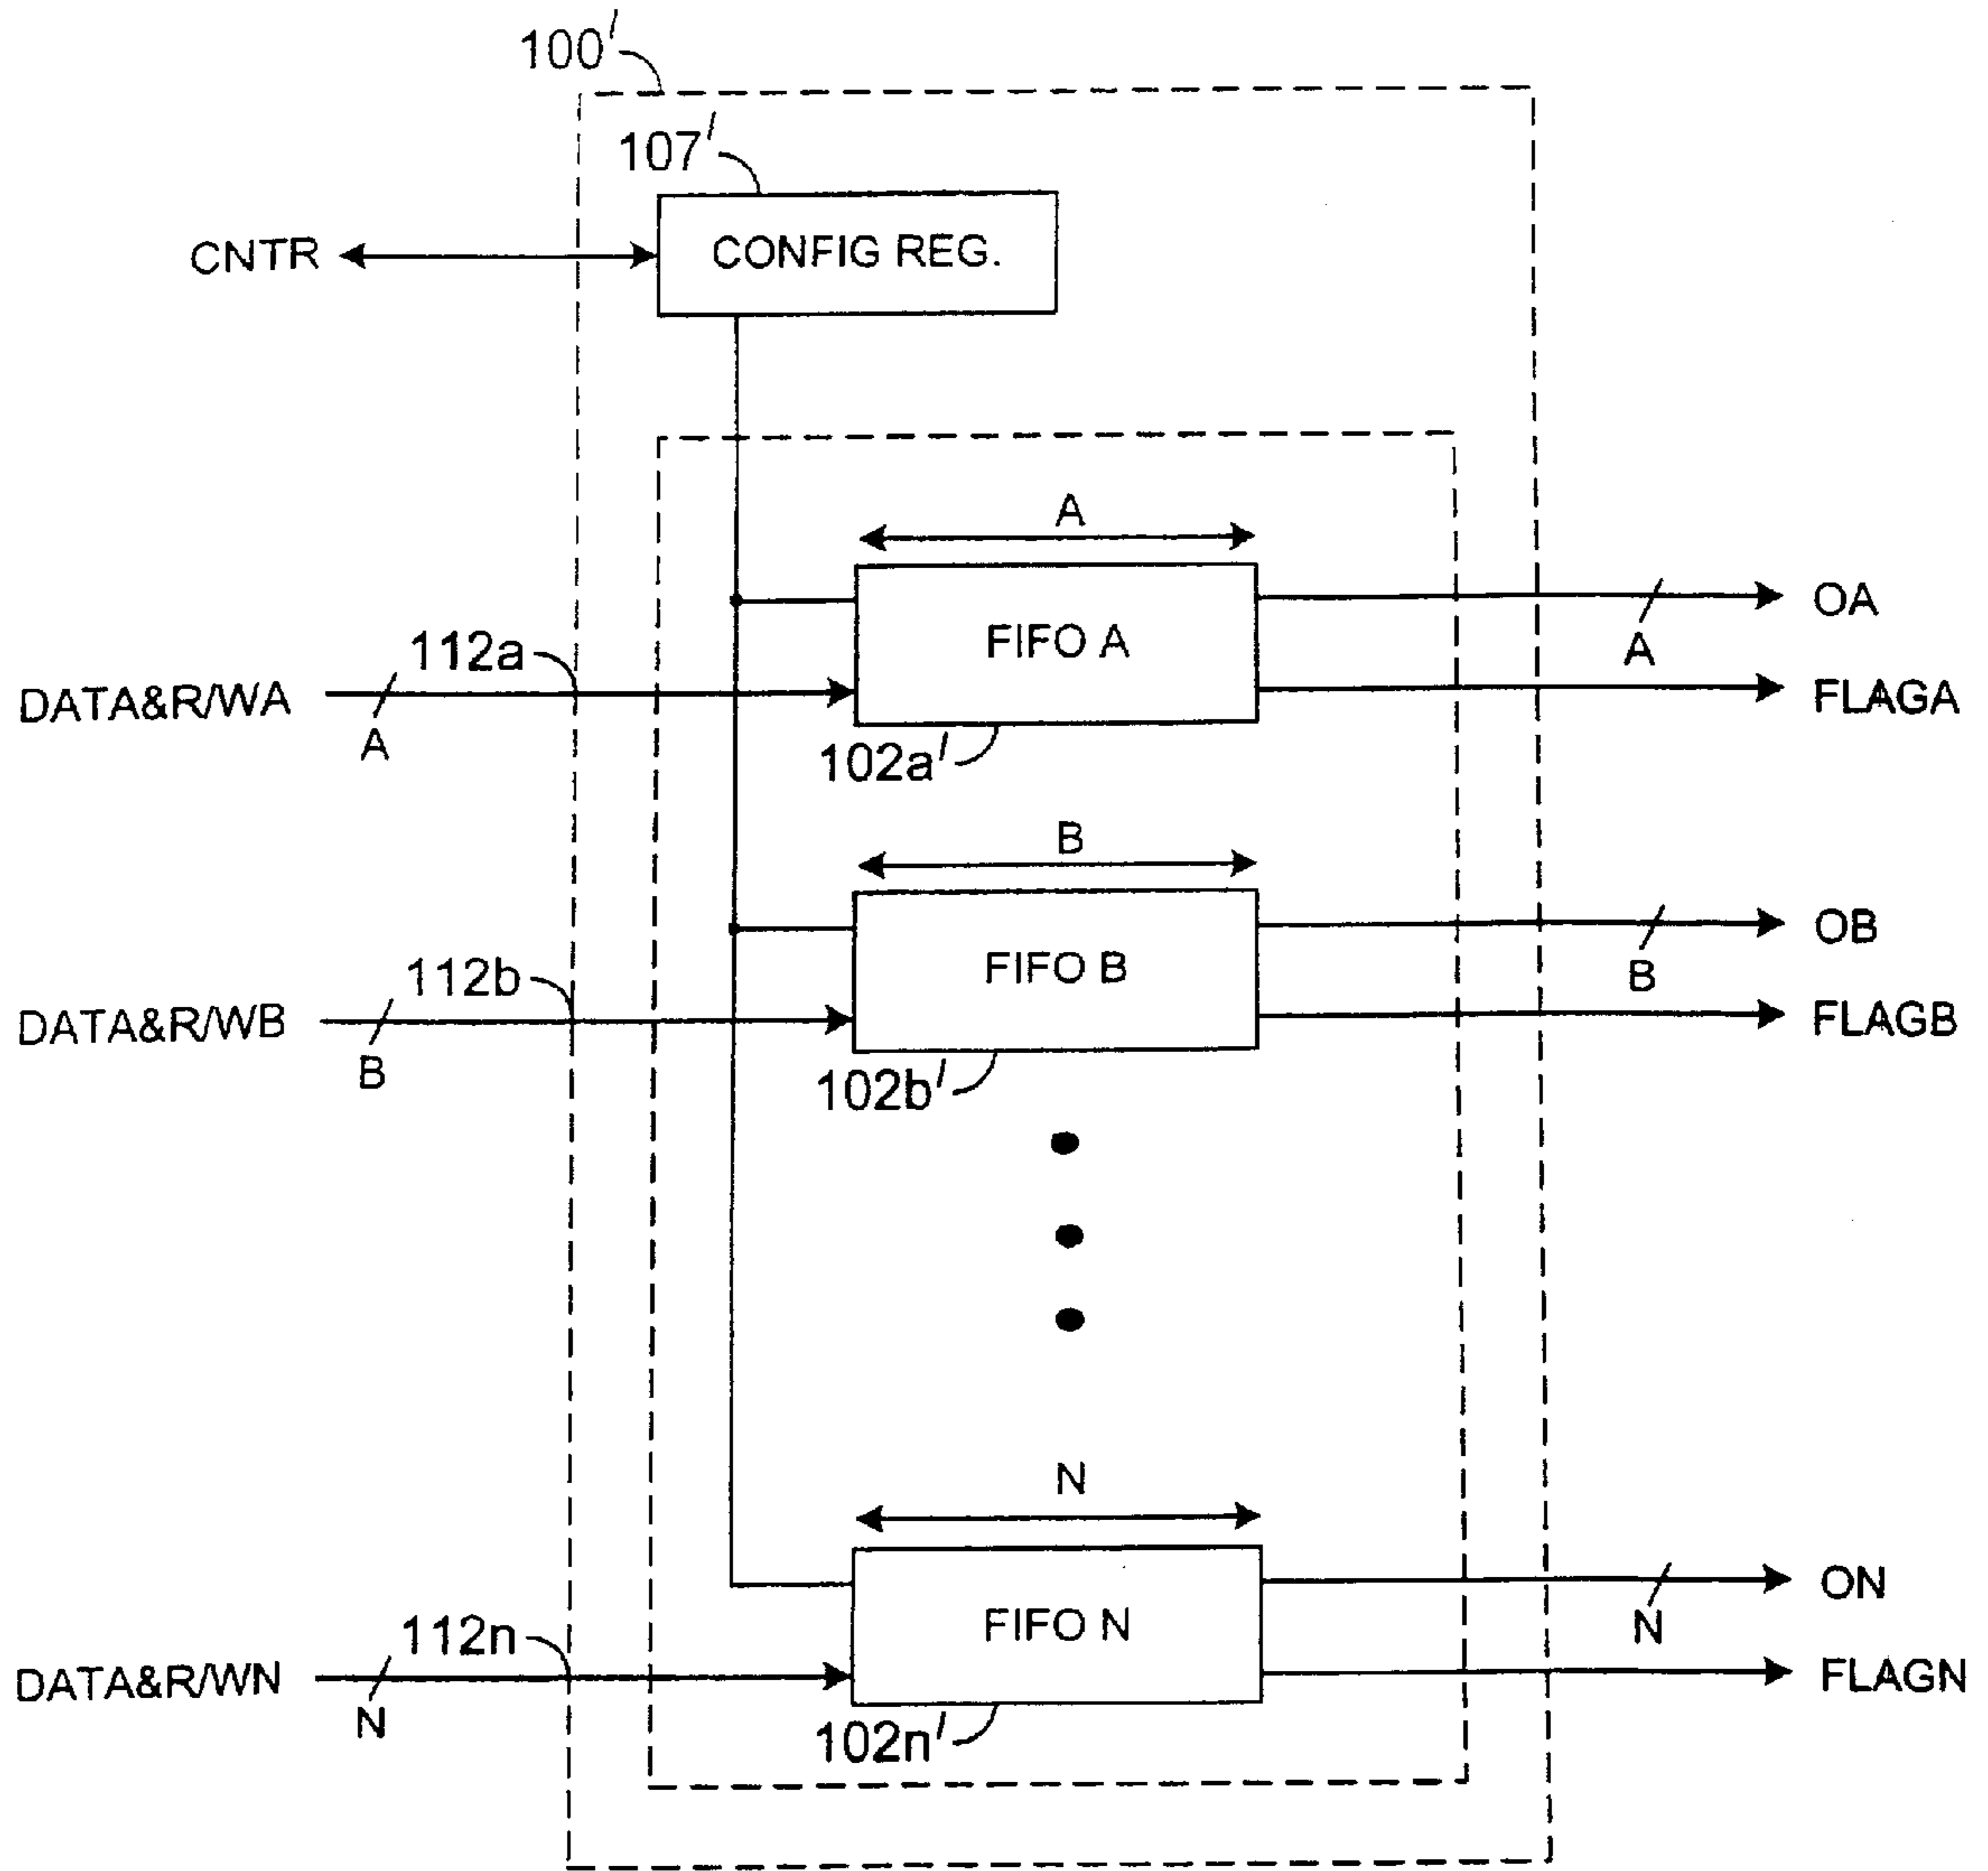 100'
107'
CNTR
CONFIG REG.
A
OA
112a
FIFO A
A
DATA&R/WA
FLAGA
A
102a'
B
OB
112b
FIFO B
B
DATA&R/WB
FLAGB
B
102b'
N
ON
112n
FIFO N
N
DATA&R/WN
FLAGN
N
102n'